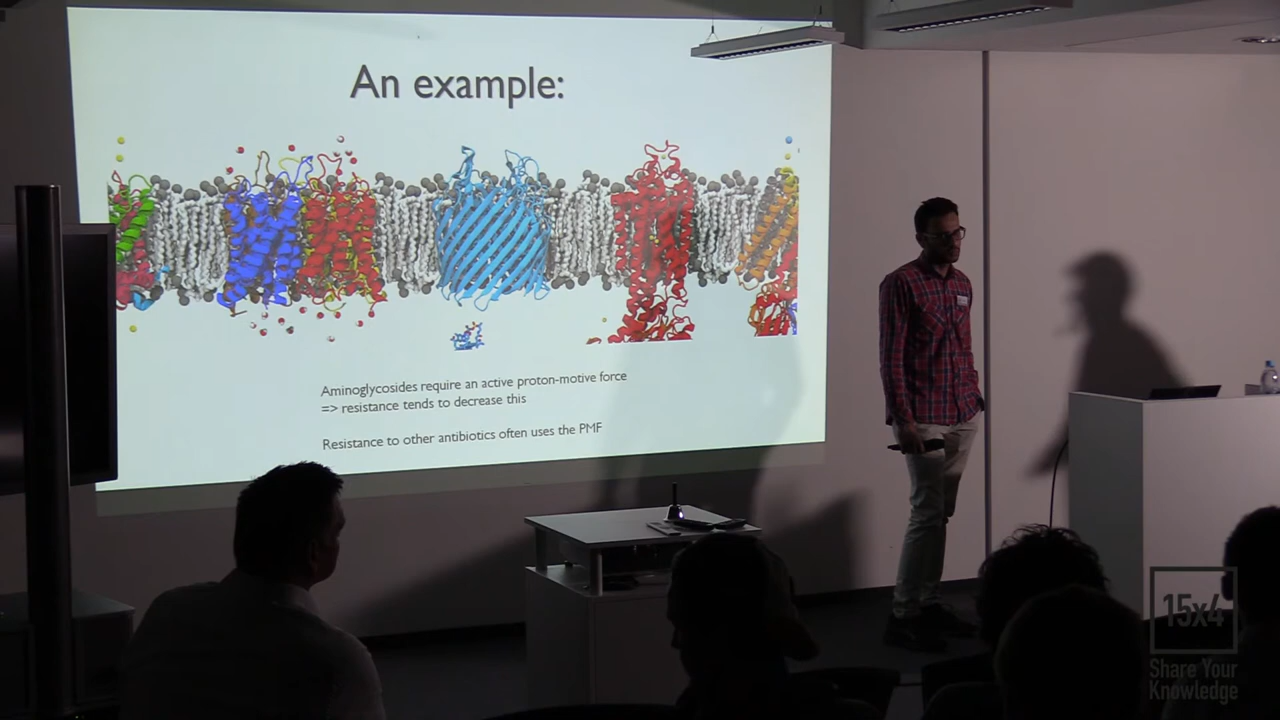 An example:
Aminoglycosides require an active proton-motive force
=> resistance tends to decrease this
Resistance to other antibiotics often uses the PMF
15x4
Share Your
Knowledge